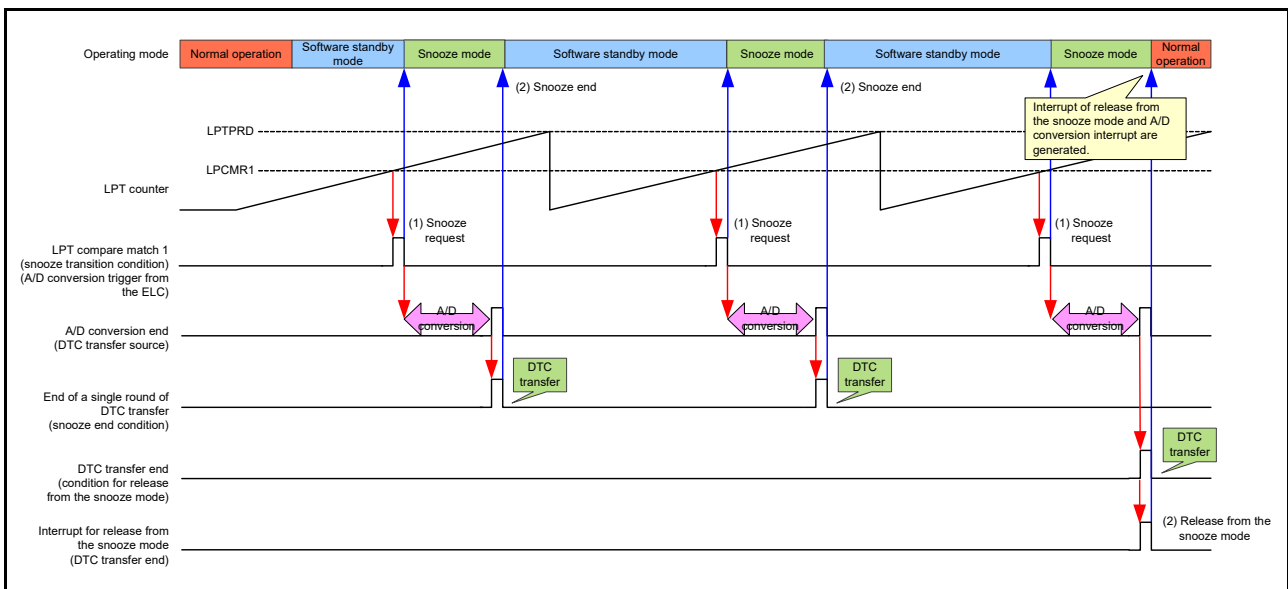 Operating mode
Normal operation
Software standby
mode
Snooze mode
Software standby mode
Snooze mode
Software standby mode
Snooze mode
Normal
operation
(2) Snooze end
(2) Snooze end
Interrupt of release from
the snooze mode and A/D
conversion interrupt are
generated.
LPTPRD
LPCMR1
LPT counter
(1) Snooze
request
(1) Snooze
request
(1) Snooze
request
LPT compare match 1
(snooze transition condition)
(A/D conversion trigger from
the ELC)
A/D
conversion
A/D
conversion
A/D
conversion
A/D conversion end
(DTC transfer source)
DTC
transfer
DTC
transfer
End of a single round of
DTC transfer
(snooze end condition)
DTC
transfer
DTC transfer end
(condition for release
from the snooze mode)
Interrupt for release from
the snooze mode
(DTC transfer end)
(2) Release from the
snooze mode